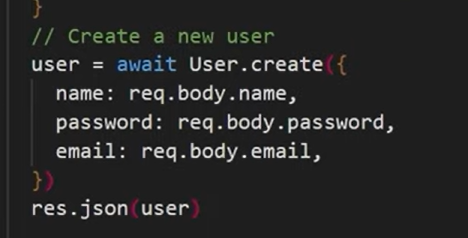 }
// Create a new user
user = await User.create({
name: req.body.name,
password: req.body.password,
email: req.body.email,
})
res.json(user)